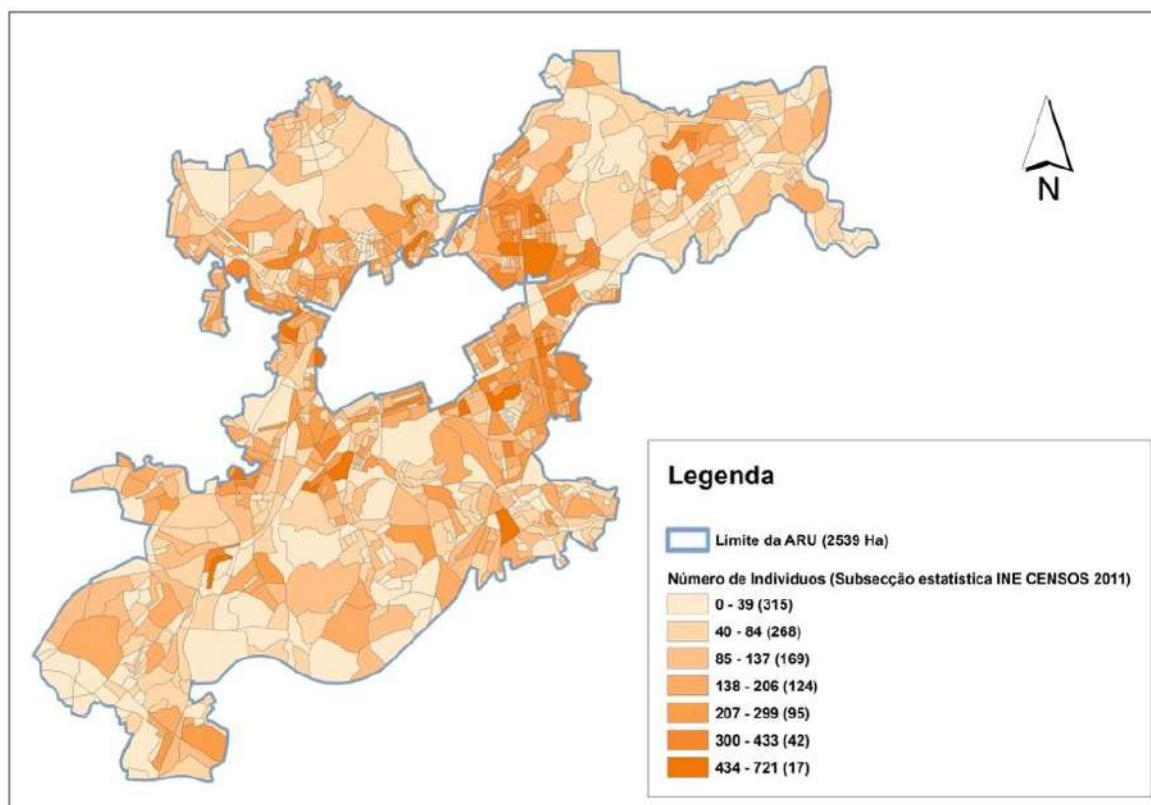 N
Legenda
Limite da ARU (2539 Ha)
Número de Individuos (Subsecção estatística INE CENSOS 2011)
0 - 39 (315)
40 - 84 (268)
85 - 137 (169)
138 - 206 (124)
207 - 299 (95)
300 - 433 (42)
434 - 721 (17)